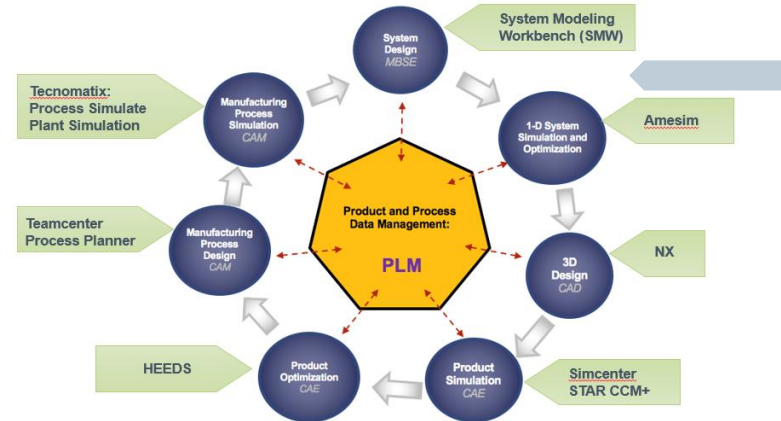 System
Design
MBSE
System Modeling
Workbench (SMW)
1-D System
Simulation and
Optimization
Amesim
3D
Design
CAD
NX
Product
Simulation
CAE
Simcenter
STAR CCM+
Product
Optimization
CAE
HEEDS
Manufacturing
Process
Design
CAM
Teamcenter
Process Planner
Manufacturing
Process
Simulation
CAM
Tecnomatix:
Process Simulate
Plant Simulation
Product and Process
Data Management:
PLM